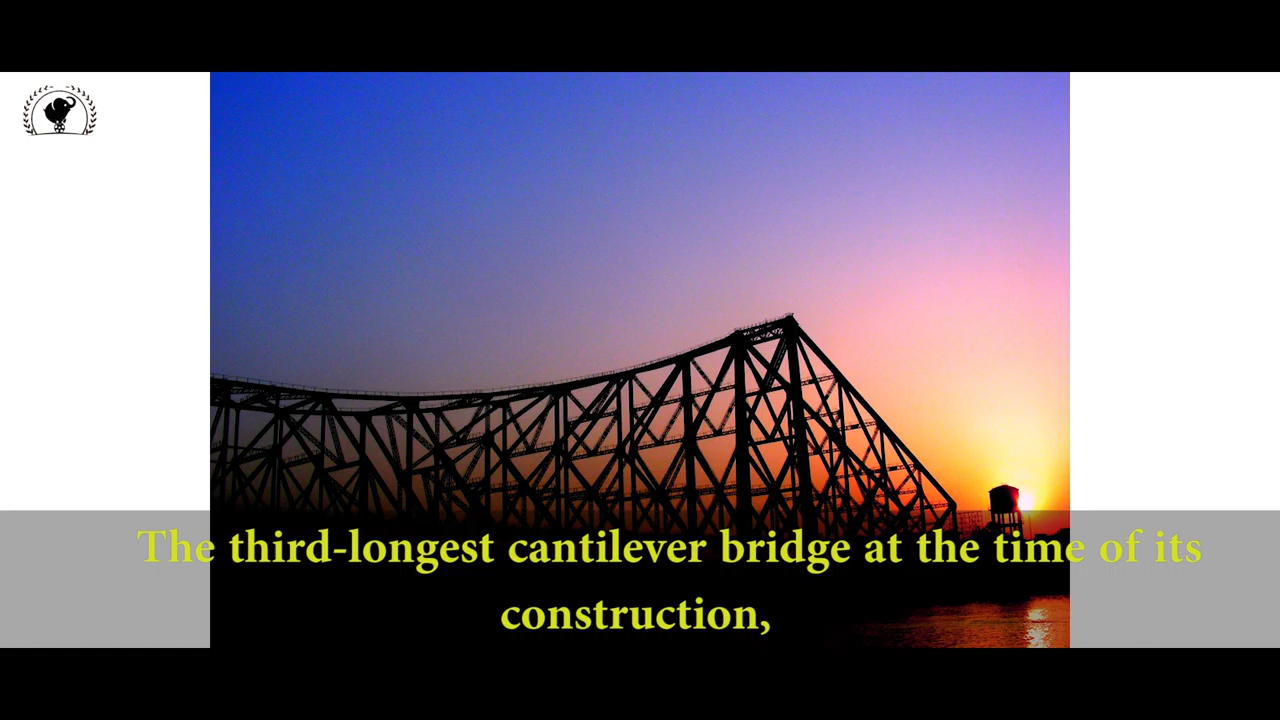 The third-longest cantilever bridge at the time of its
construction,